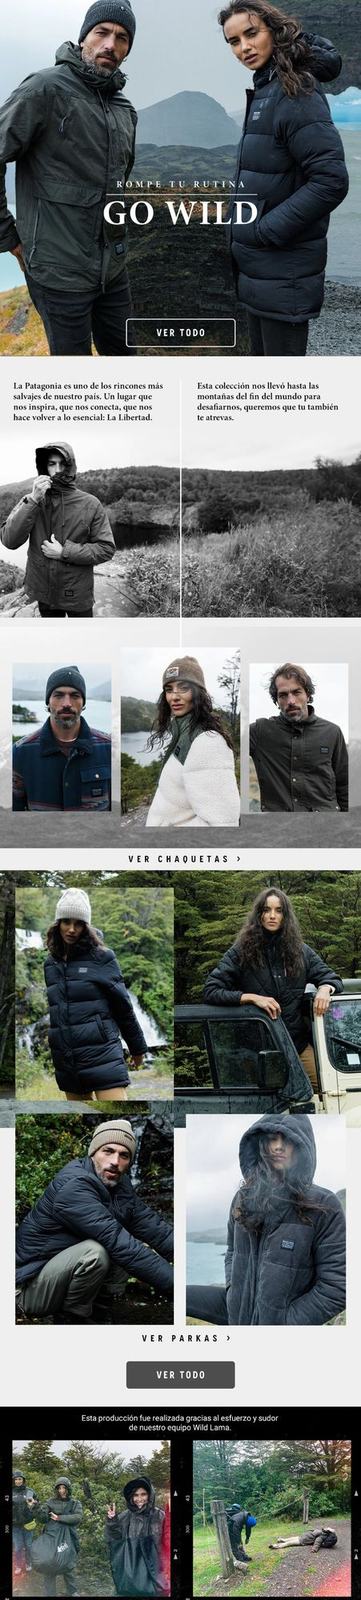 ROMPE TU RUTINA
GO WILD
VER TODO
La Patagonia es uno de los rincones más
salvajes de nuestro país. Un lugar que
nos inspira, que nos conecta, que nos
hace volver a lo esencial: La Libertad.
Esta colección nos llevó hasta las
montañas del fin del mundo para
desafiarnos, queremos que tu también
te atrevas.
VER CHAQUETAS >
VER PARKAS >
VER TODO
Esta producción fue realizada gracias al esfuerzo y sudor
de nuestro equipo Wild Lama.